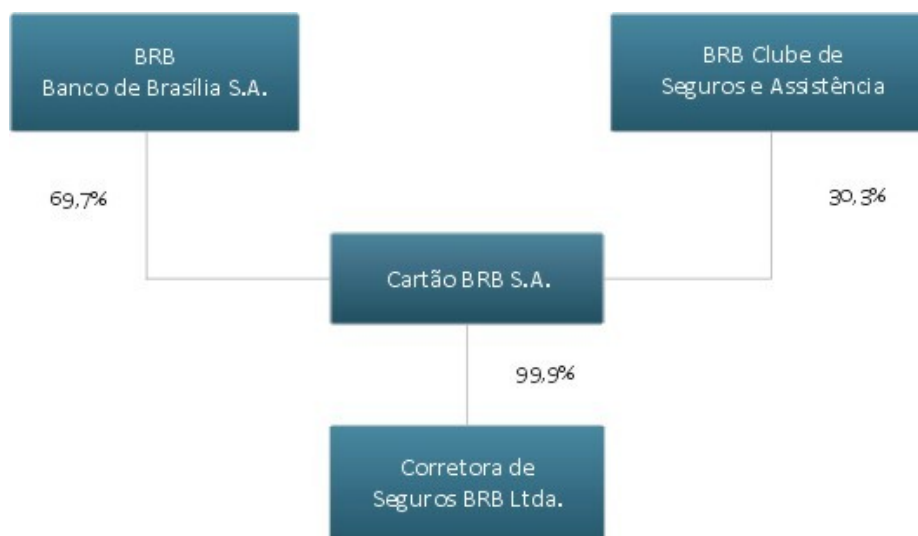 BRB
Banco de Brasília S.A.
BRB Clube de
Seguros e Assistência
69,7%
30,3%
Cartão BRB S.A.
99,9%
Corretora de
Seguros BRB Ltda.